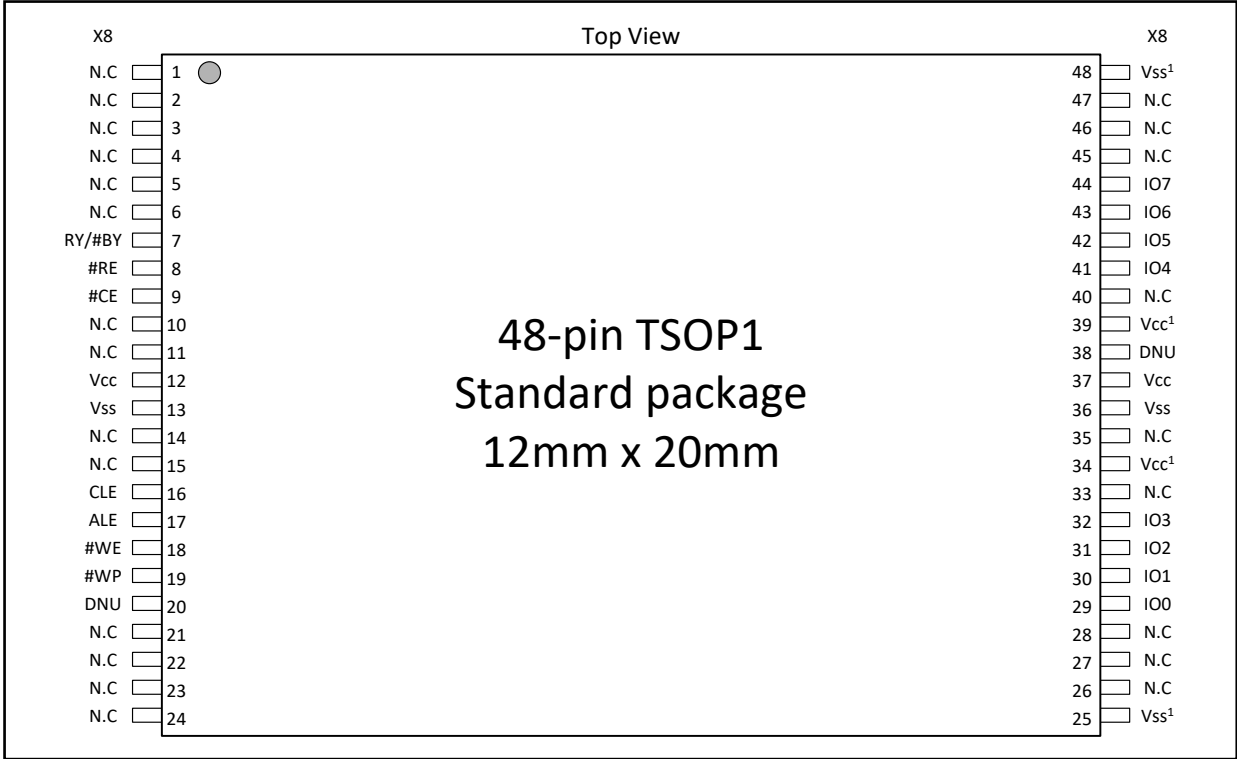 X8 Top View X8
N.C 1 48 Vss¹
N.C 2 47 N.C
N.C 3 46 N.C
N.C 4 45 N.C
N.C 5 44 IO7
N.C 6 43 IO6
RY/#BY 7 42 IO5
#RE 8 41 IO4
#CE 9 40 N.C
N.C 10 39 Vcc¹
N.C 11 38 DNU
Vcc 12 37 Vcc
Vss 13 36 Vss
N.C 14 35 N.C
N.C 15 34 Vcc¹
CLE 16 33 N.C
ALE 17 32 IO3
#WE 18 31 IO2
#WP 19 30 IO1
DNU 20 29 IO0
N.C 21 28 N.C
N.C 22 27 N.C
N.C 23 26 N.C
N.C 24 25 Vss¹
48-pin TSOP1
Standard package
12mm x 20mm